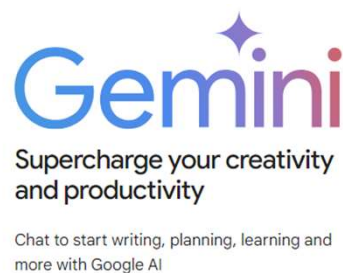 Gemini
Supercharge your creativity
and productivity
Chat to start writing, planning, learning and
more with Google AI